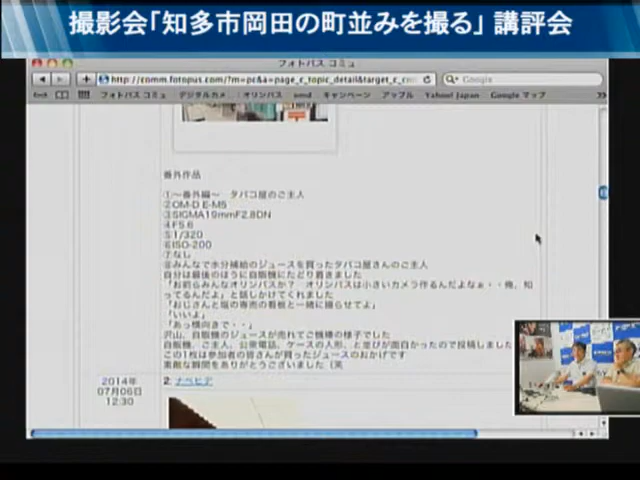 撮影会「知多市岡田の町並みを撮る」講評会
フォトパス コミュ
http://comm.fotopus.com/?m=pc&a=page_c_topic_detail&target_c_co
Google
フォトパス コミュ デジタルカメ オリンパス omd キャンペーン アップル Yahoo! Japan Google マップ
番外作品
①〜番外編〜 タバコ屋のご主人
②OM-D E-M5
③SIGMA19mmF2.8DN
④F5.6
⑤1/320
⑥ISO-200
⑦なし
⑧みんなで水分補給のジュースを買ったタバコ屋さんのご主人
自分は最後のほうに自販機にたどり着きました
「お前らみんなオリンパスか？ オリンパスは小さいカメラ作るんだよなぁ・・俺、知
ってるんだよ」と話しかけてくれました
「おじさんと塩の専売の看板と一緒に撮らせてよ」
「いいよ」
「あっ横向きで・・」
沢山、自販機のジュースが売れてご機嫌の様子でした
自販機、ご主人、公衆電話、ケースの人形、と並びが面白かったので投稿しました
この1枚は参加者の皆さんが買ったジュースのおかげです
素敵な瞬間をありがとうございました（笑
2014年
07月06日
12:30
2: ナベヒデ